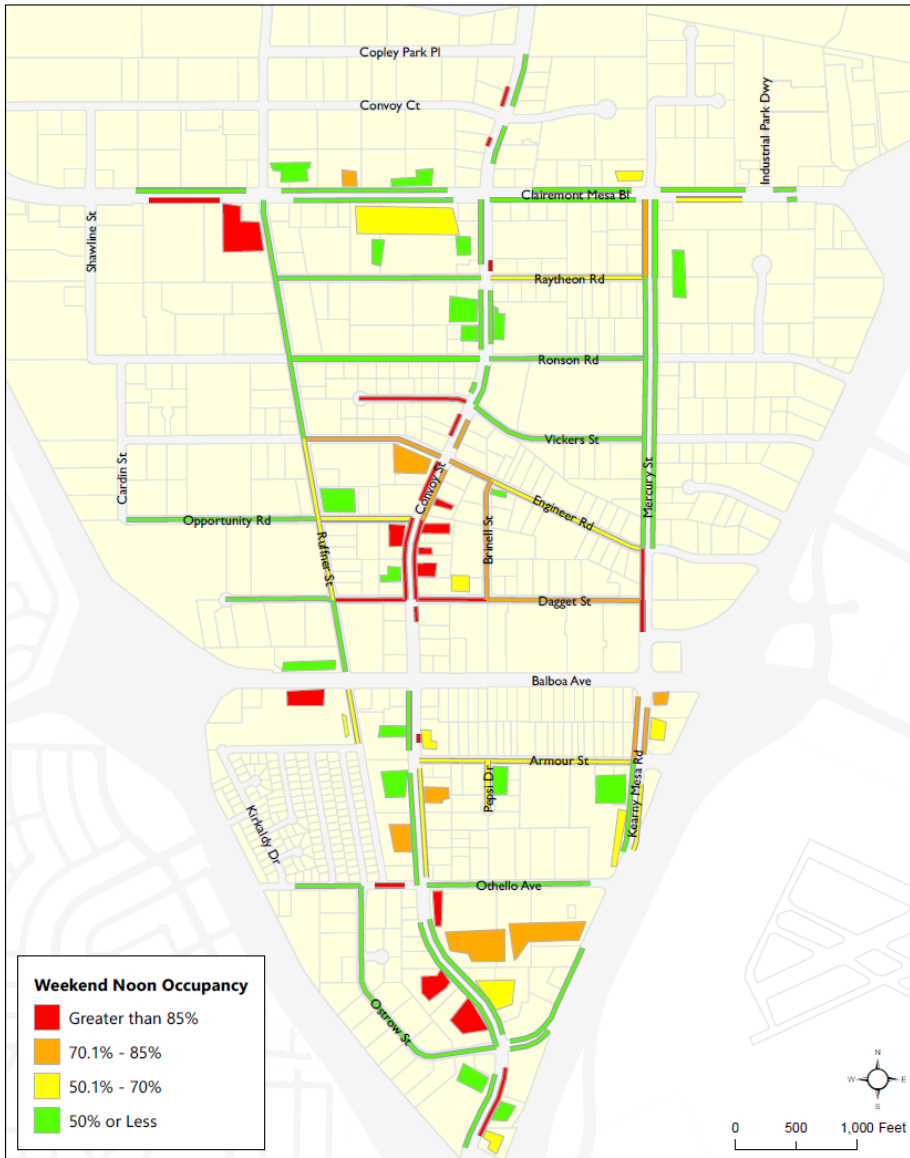 Copley Park Pl
Convoy Ct
Industrial Park Dwy
Clairemont Mesa Bl
Shawline St
Raytheon Rd
Ronson Rd
Vickers St
Cardin St
Convoy St
Mercury St
Engineer Rd
Opportunity Rd
Brinell St
Ruffner St
Dagget St
Balboa Ave
Armour St
Pepsi Dr
Kearny Mesa Rd
Kirkaldy Dr
Othello Ave
Ostrow St
Weekend Noon Occupancy
Greater than 85%
70.1% - 85%
50.1% - 70%
50% or Less
N
W E
S
0 500 1,000 Feet